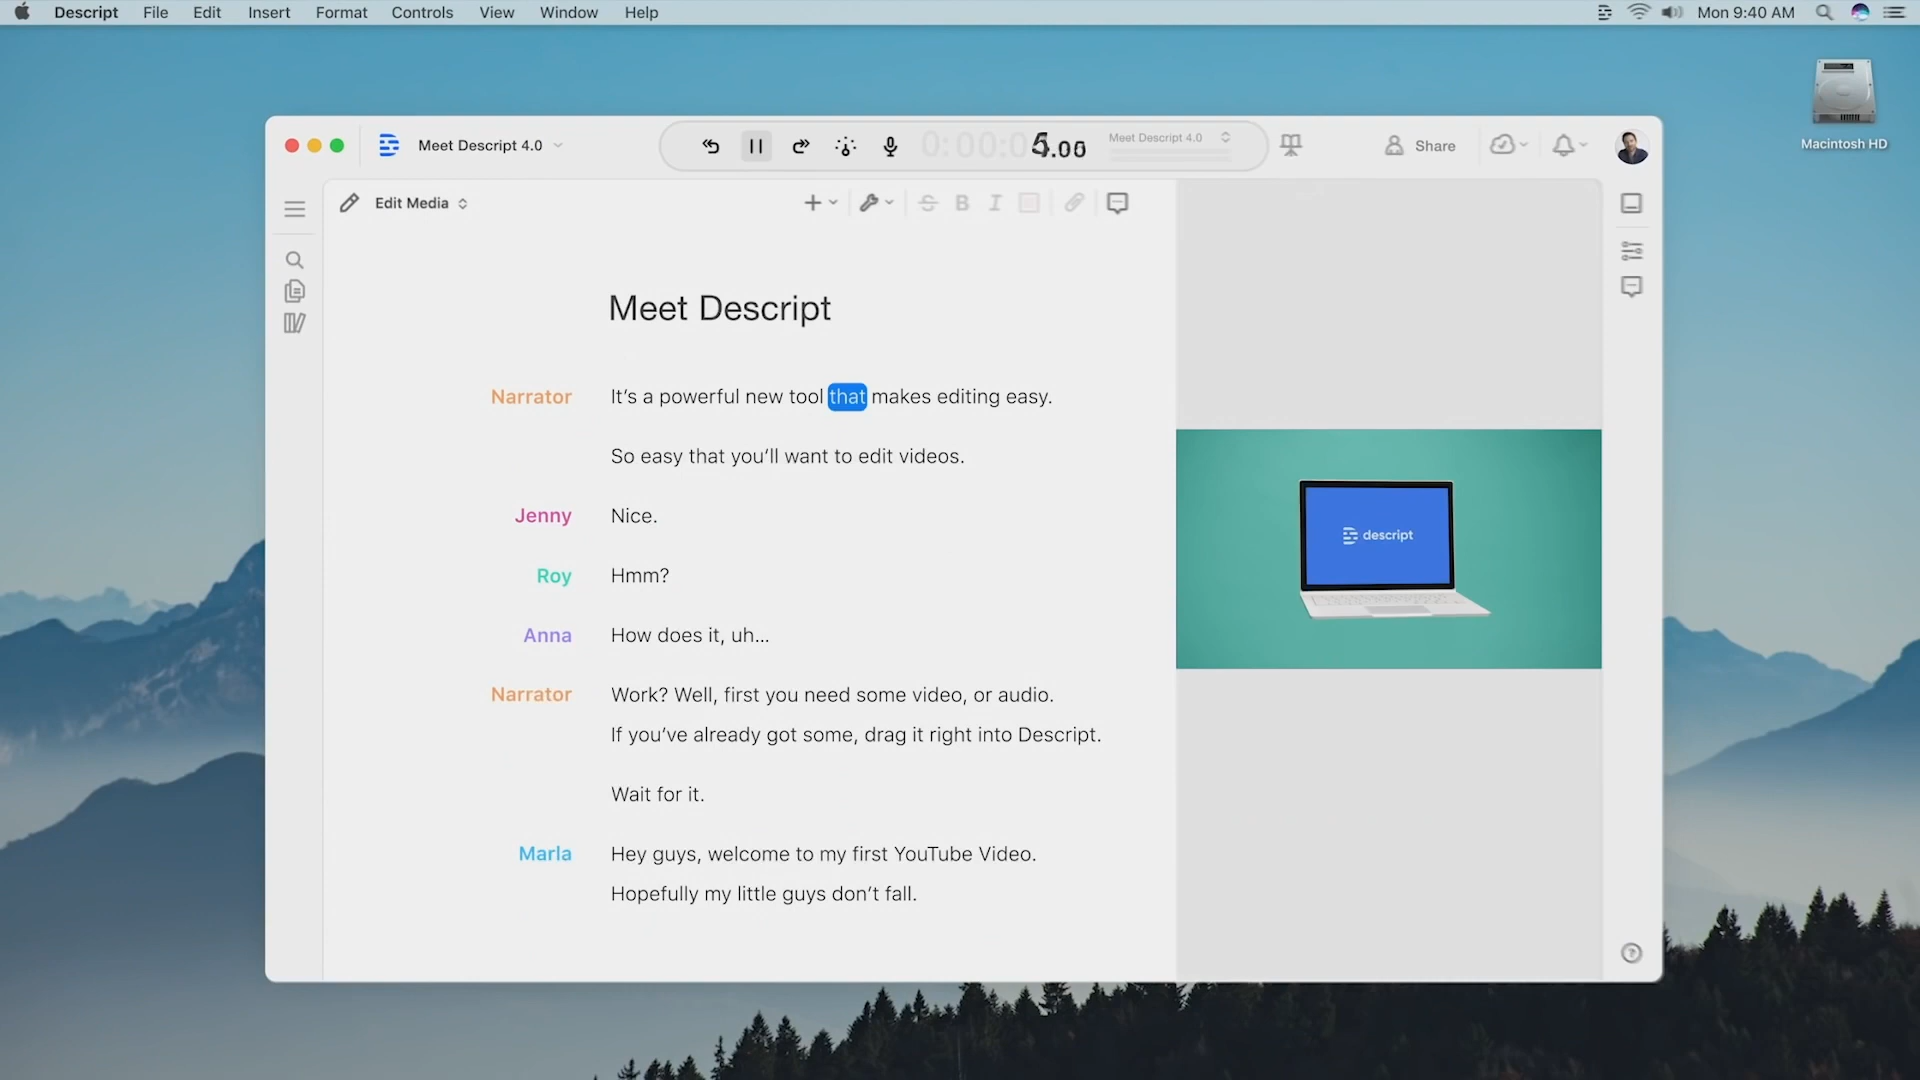 Descript File Edit Insert Format Controls View Window Help Mon 9:40 AM
Macintosh HD
Meet Descript 4.0
Meet Descript 4.0
Share
Edit Media
B I
Meet Descript
Narrator It's a powerful new tool that makes editing easy.
So easy that you'll want to edit videos.
Jenny Nice.
Roy Hmm?
Anna How does it, uh...
Narrator Work? Well, first you need some video, or audio.
If you've already got some, drag it right into Descript.
Wait for it.
Marla Hey guys, welcome to my first YouTube Video.
Hopefully my little guys don't fall.
descript